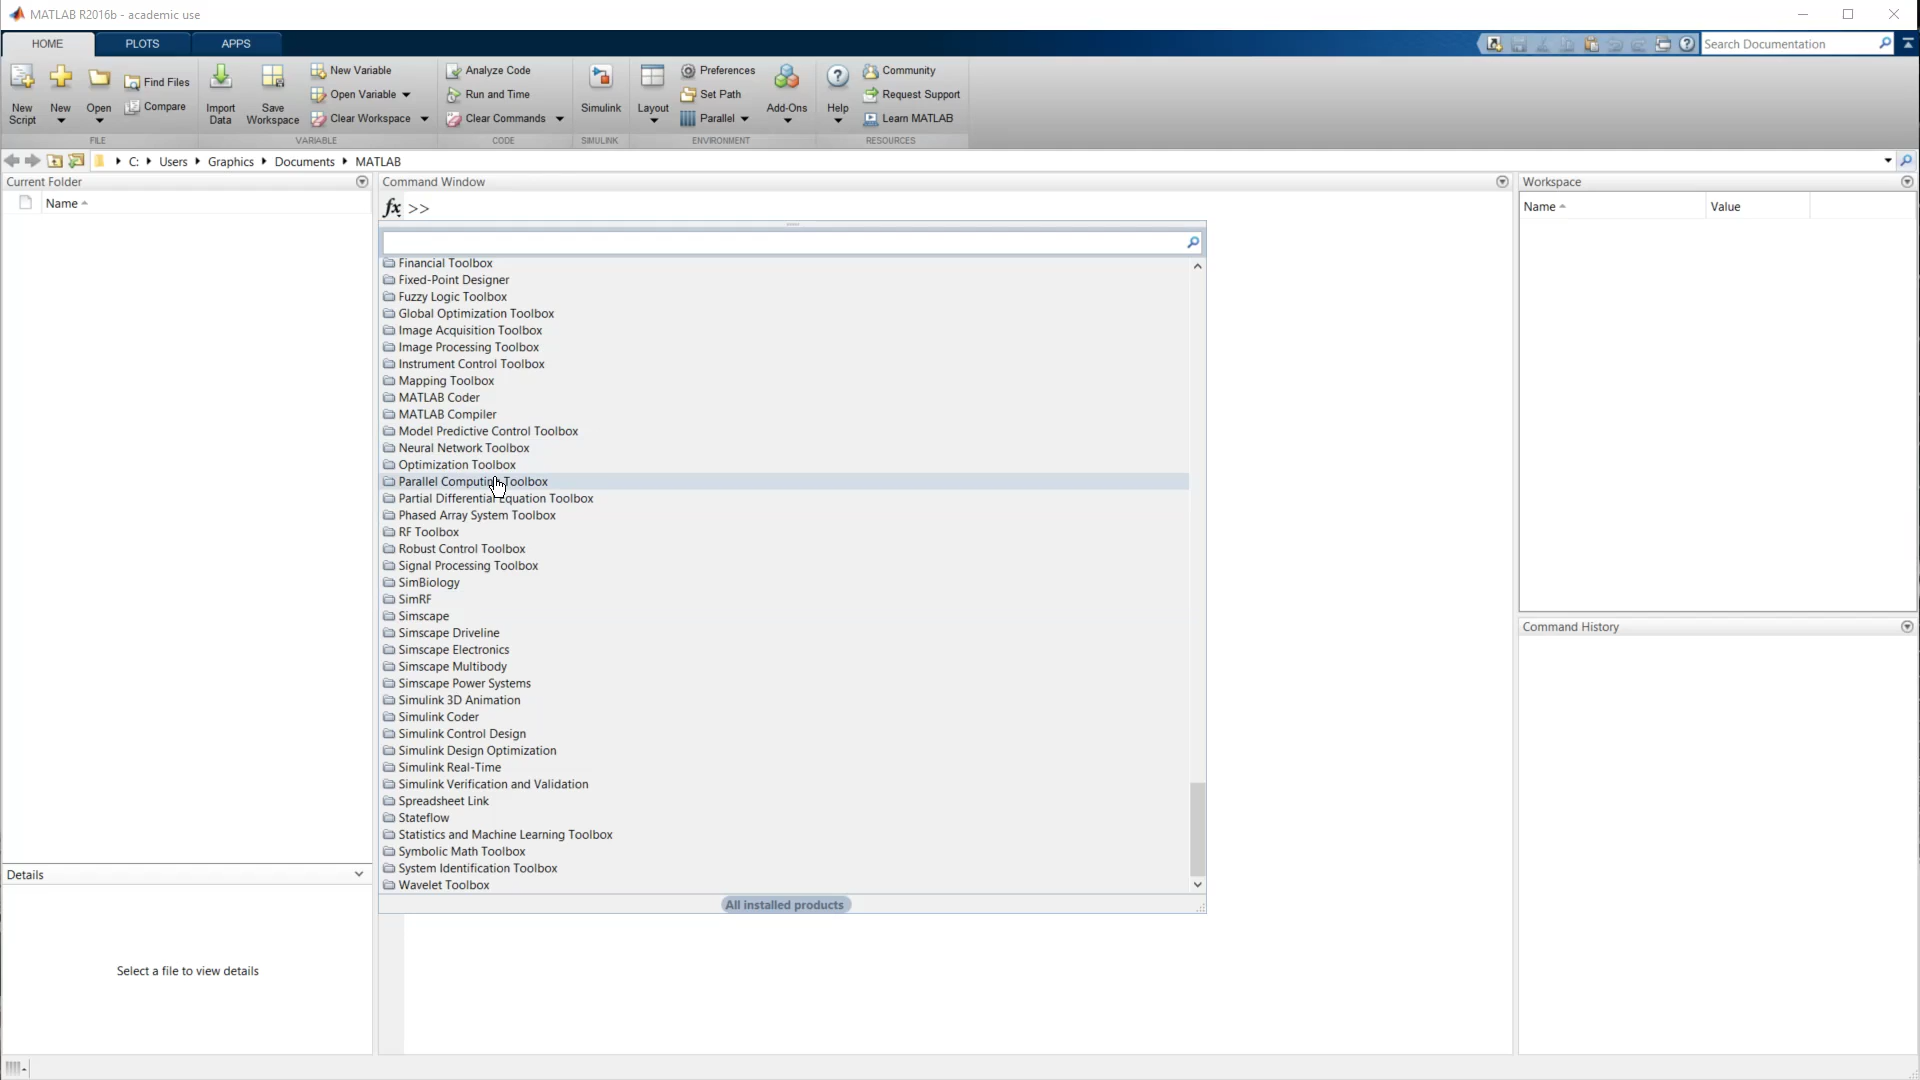 MATLAB R2016b - academic use
HOME
PLOTS
APPS
Search Documentation
New Script
New
Open
Find Files
Compare
FILE
Import Data
Save Workspace
New Variable
Open Variable
Clear Workspace
VARIABLE
Analyze Code
Run and Time
Clear Commands
CODE
Simulink
SIMULINK
Layout
Preferences
Set Path
Parallel
Add-Ons
ENVIRONMENT
Help
Community
Request Support
Learn MATLAB
RESOURCES
C: Users Graphics Documents MATLAB
Current Folder
Name
Command Window
fx >>
Financial Toolbox
Fixed-Point Designer
Fuzzy Logic Toolbox
Global Optimization Toolbox
Image Acquisition Toolbox
Image Processing Toolbox
Instrument Control Toolbox
Mapping Toolbox
MATLAB Coder
MATLAB Compiler
Model Predictive Control Toolbox
Neural Network Toolbox
Optimization Toolbox
Parallel Computing Toolbox
Partial Differential Equation Toolbox
Phased Array System Toolbox
RF Toolbox
Robust Control Toolbox
Signal Processing Toolbox
SimBiology
SimRF
Simscape
Simscape Driveline
Simscape Electronics
Simscape Multibody
Simscape Power Systems
Simulink 3D Animation
Simulink Coder
Simulink Control Design
Simulink Design Optimization
Simulink Real-Time
Simulink Verification and Validation
Spreadsheet Link
Stateflow
Statistics and Machine Learning Toolbox
Symbolic Math Toolbox
System Identification Toolbox
Wavelet Toolbox
All installed products
Workspace
Name
Value
Command History
Details
Select a file to view details